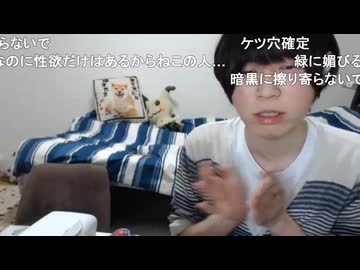 らないで
ケツ穴確定
なのに性欲だけはあるからねこの人...
緑に媚びる
暗黒に擦り寄らないで